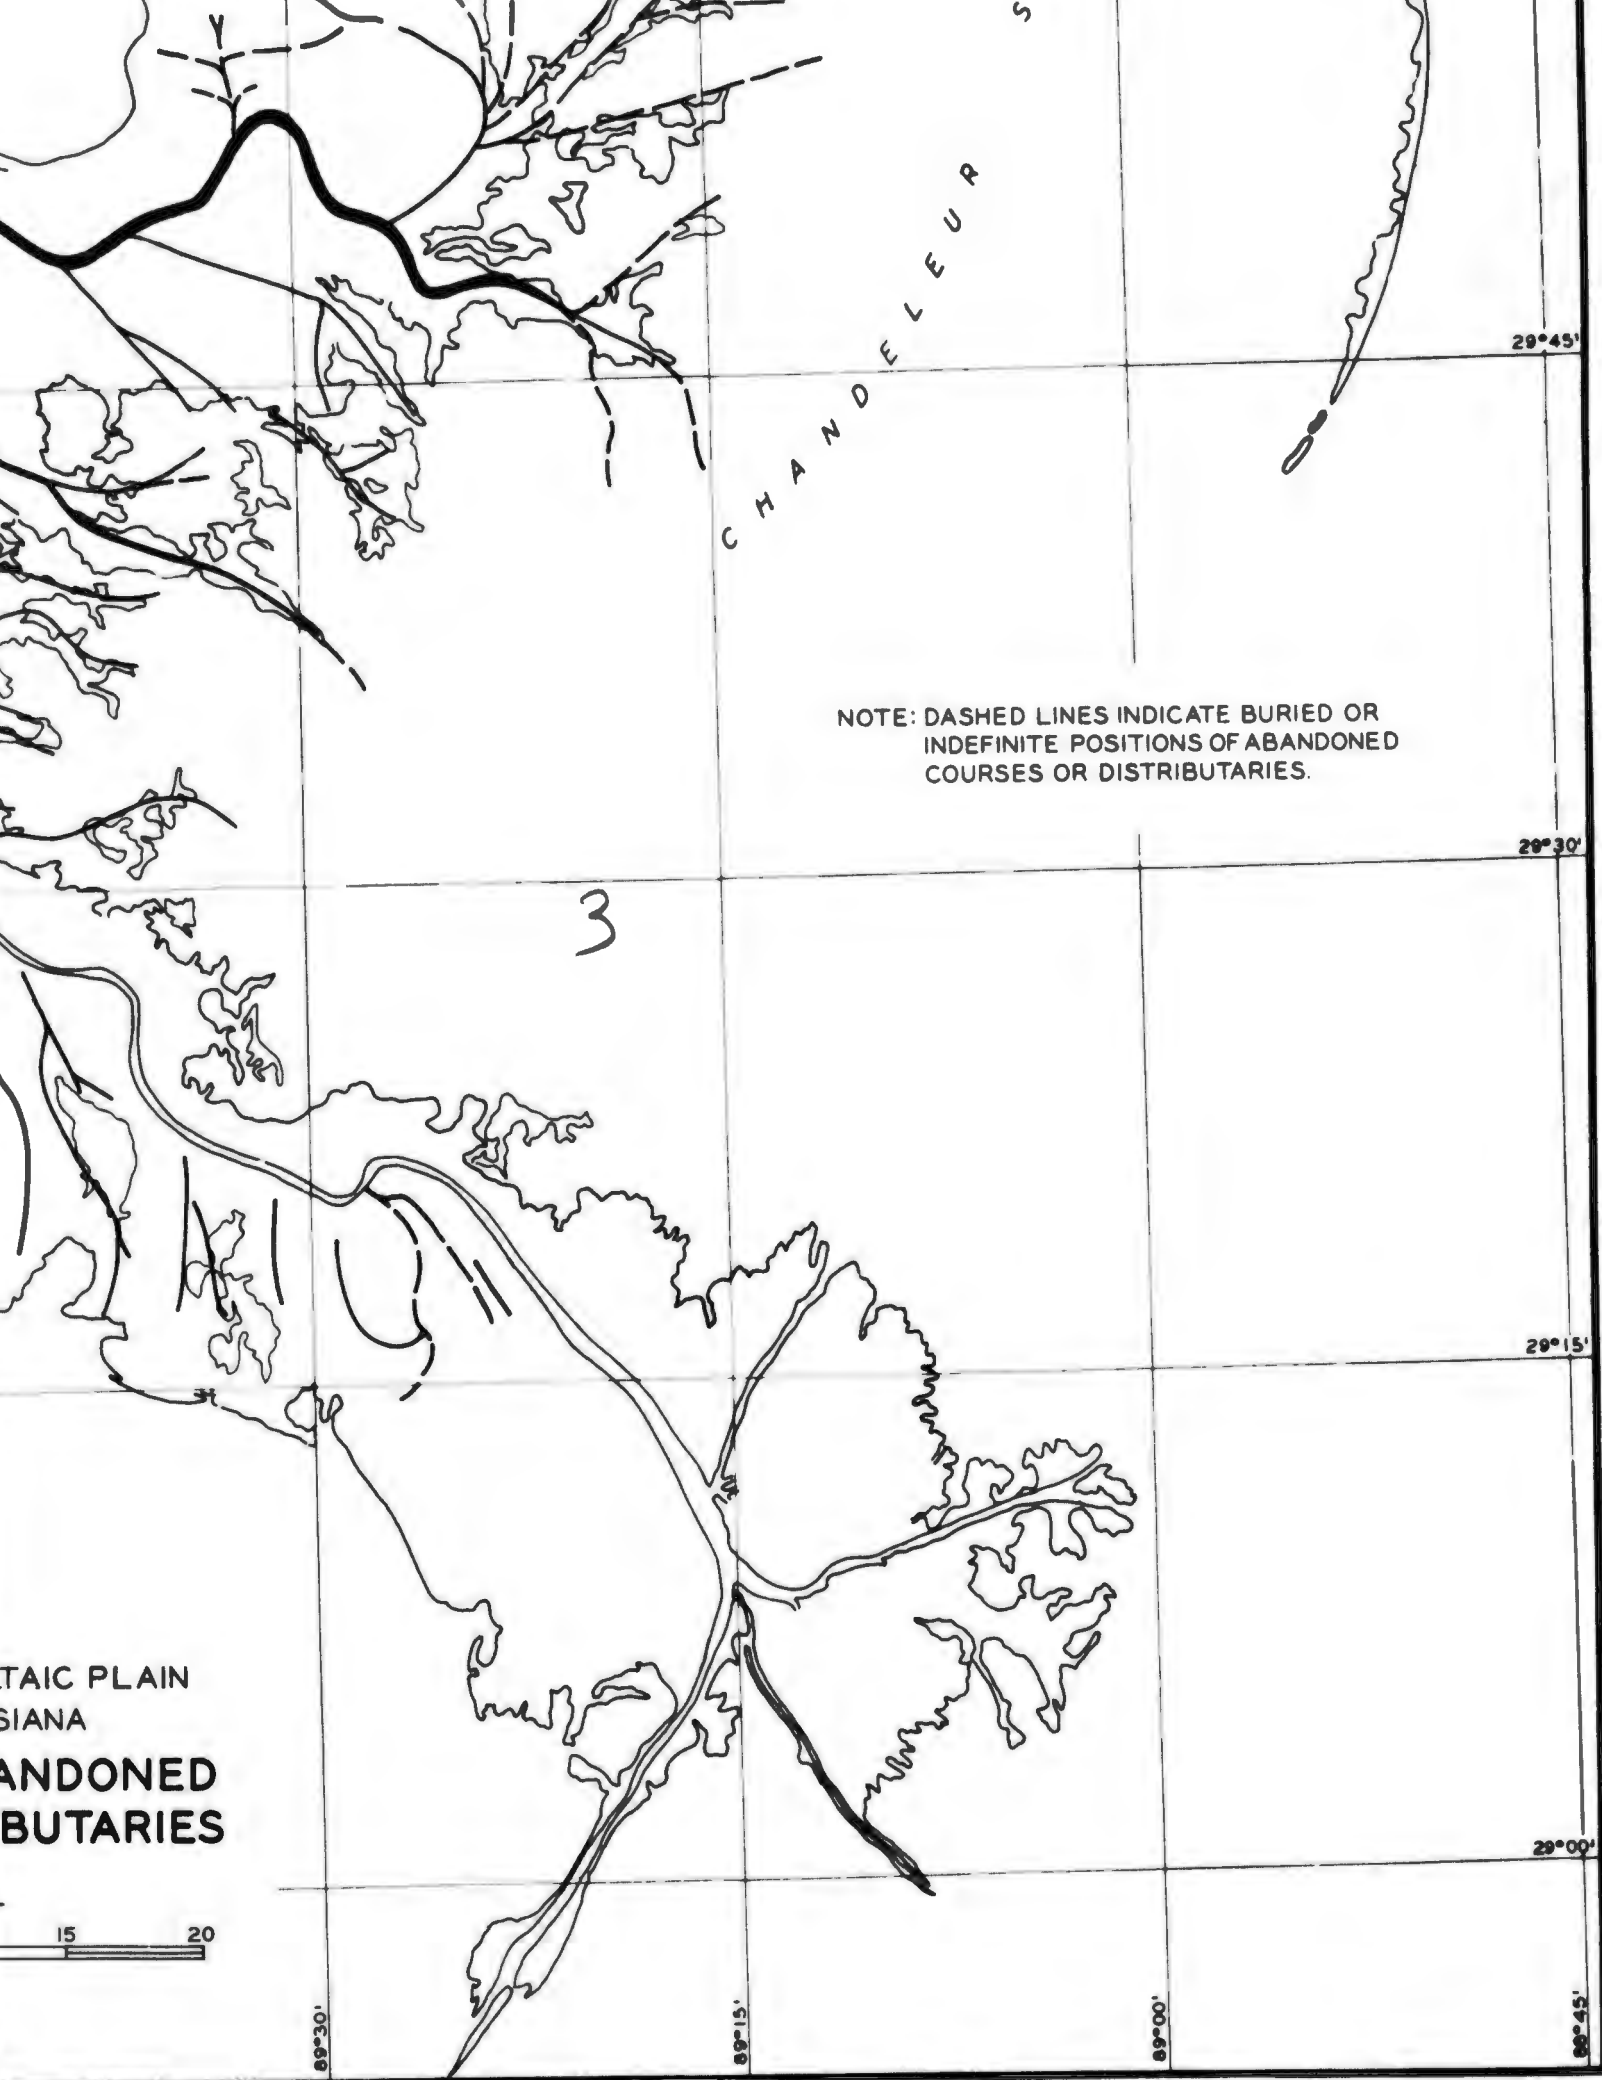 S
CHANDELEUR
29°45'
NOTE: DASHED LINES INDICATE BURIED OR
INDEFINITE POSITIONS OF ABANDONED
COURSES OR DISTRIBUTARIES.
29°30'
3
29°15'
TAIC PLAIN
SIANA
ANDONED
BUTARIES
29°00'
15 20
89°30' 89°15' 89°00' 88°45'